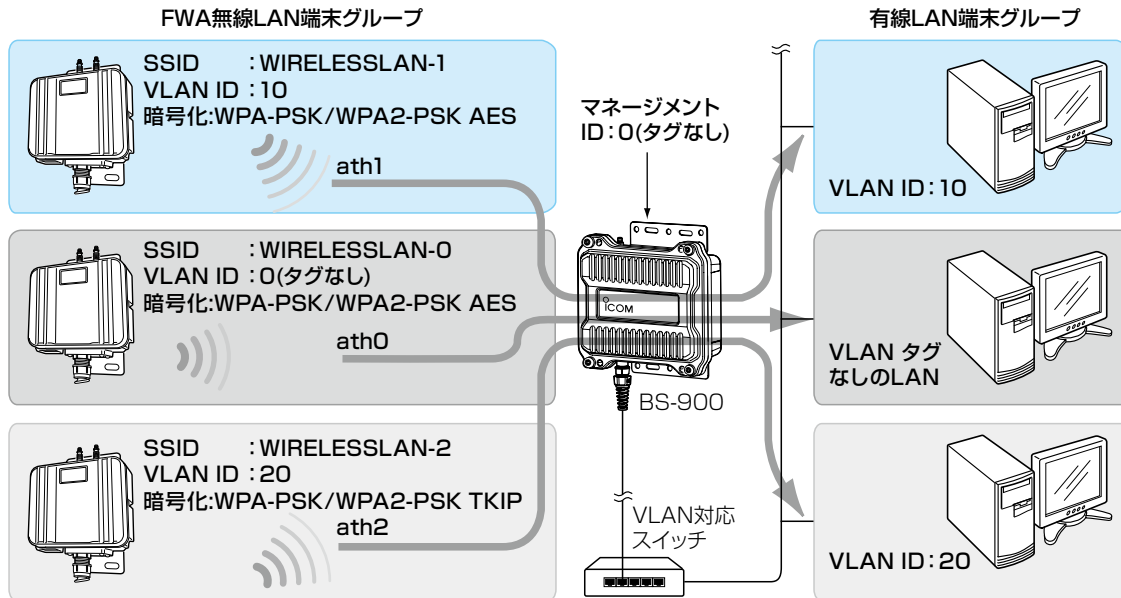 FWA無線LAN端末グループ
有線LAN端末グループ
SSID :WIRELESSLAN-1
VLAN ID :10
暗号化:WPA-PSK/WPA2-PSK AES
ath1
マネージメント
ID:0(タグなし)
VLAN ID:10
SSID :WIRELESSLAN-0
VLAN ID :0(タグなし)
暗号化:WPA-PSK/WPA2-PSK AES
ath0
ICOM
BS-900
VLAN タグ
なしのLAN
SSID :WIRELESSLAN-2
VLAN ID :20
暗号化:WPA-PSK/WPA2-PSK TKIP
ath2
VLAN対応
スイッチ
VLAN ID:20